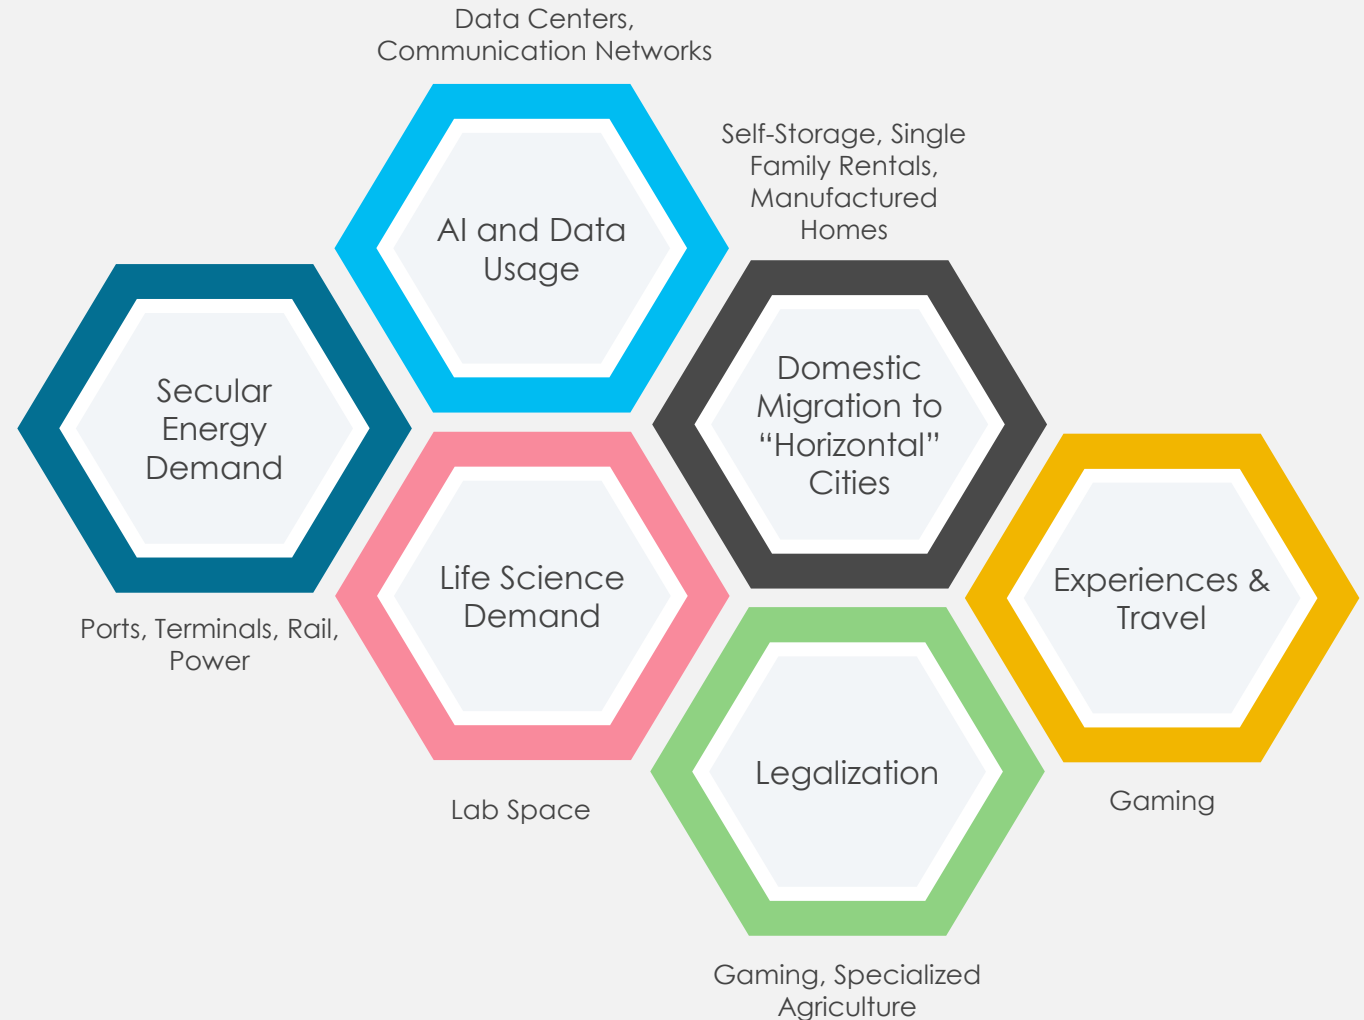 Data Centers,
Communication Networks
AI and Data
Usage
Self-Storage, Single
Family Rentals,
Manufactured
Homes
Domestic
Migration to
“Horizontal”
Cities
Secular
Energy
Demand
Ports, Terminals, Rail,
Power
Life Science
Demand
Lab Space
Experiences &
Travel
Gaming
Legalization
Gaming, Specialized
Agriculture